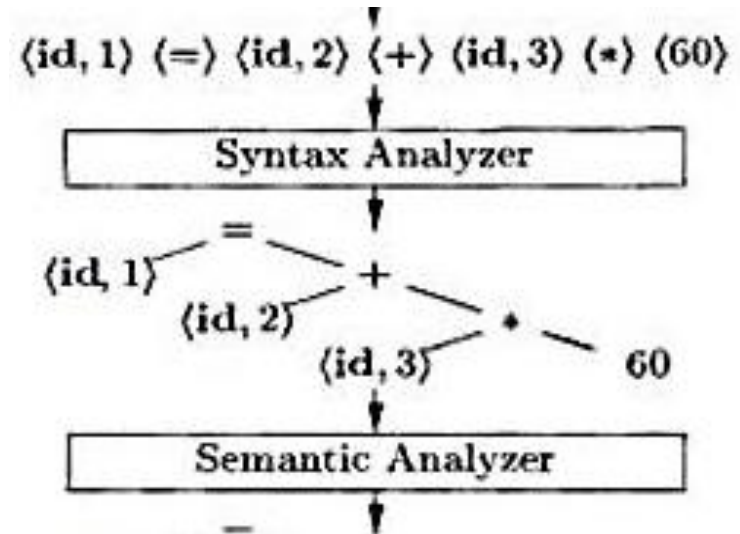 ⟨id, 1⟩ ⟨=⟩ ⟨id, 2⟩ ⟨+⟩ ⟨id, 3⟩ ⟨*⟩ ⟨60⟩
Syntax Analyzer
=
⟨id, 1⟩
+
⟨id, 2⟩
*
⟨id, 3⟩ 60
Semantic Analyzer